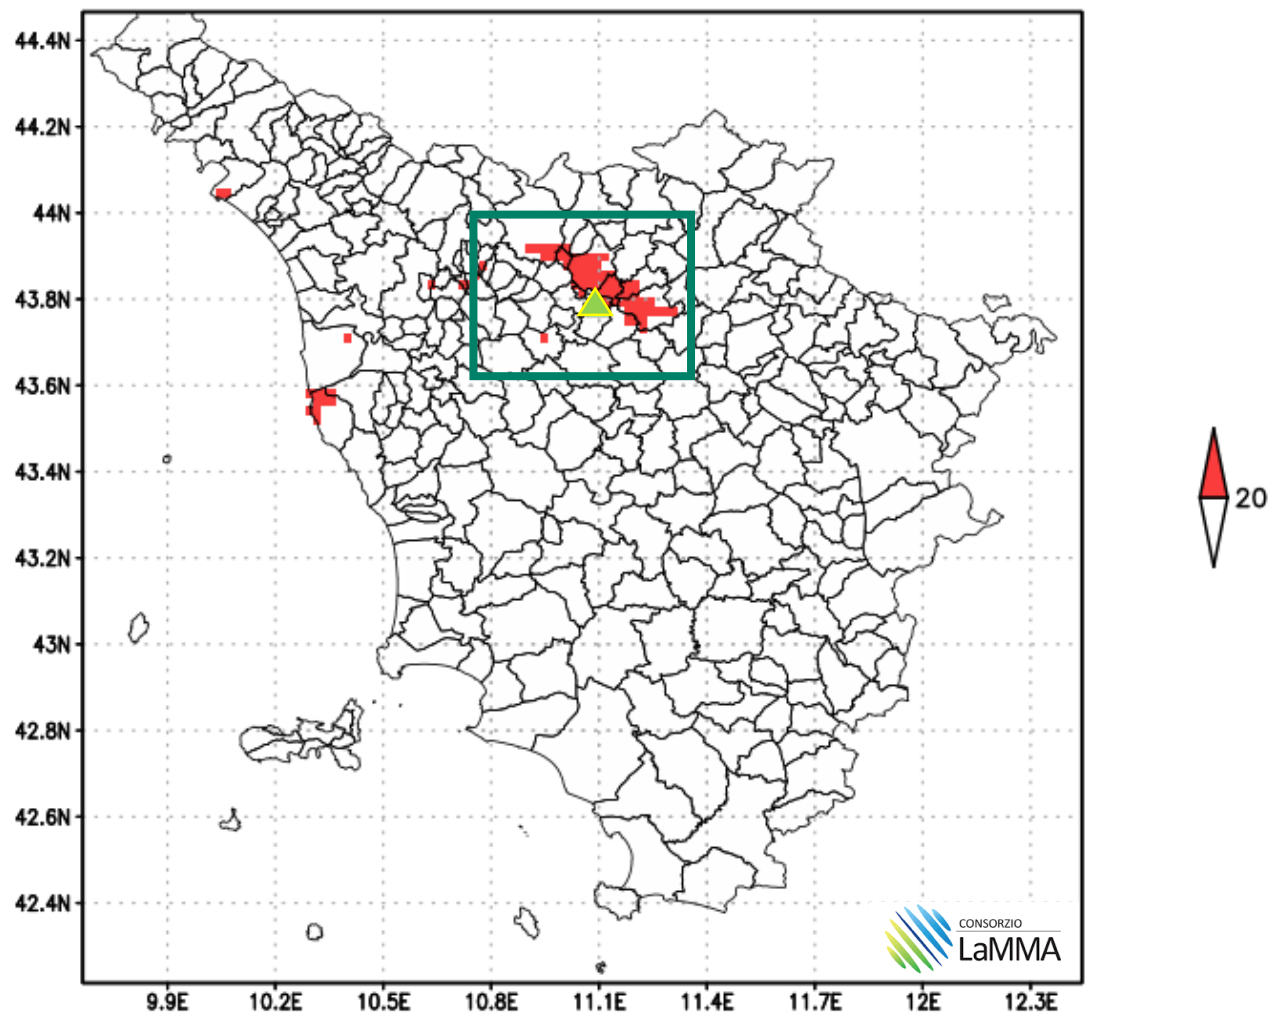 44.4N
44.2N
44N
43.8N
43.6N
43.4N
43.2N
43N
42.8N
42.6N
42.4N
9.9E 10.2E 10.5E 10.8E 11.1E 11.4E 11.7E 12E 12.3E
20
CONSORZIO
LaMMA